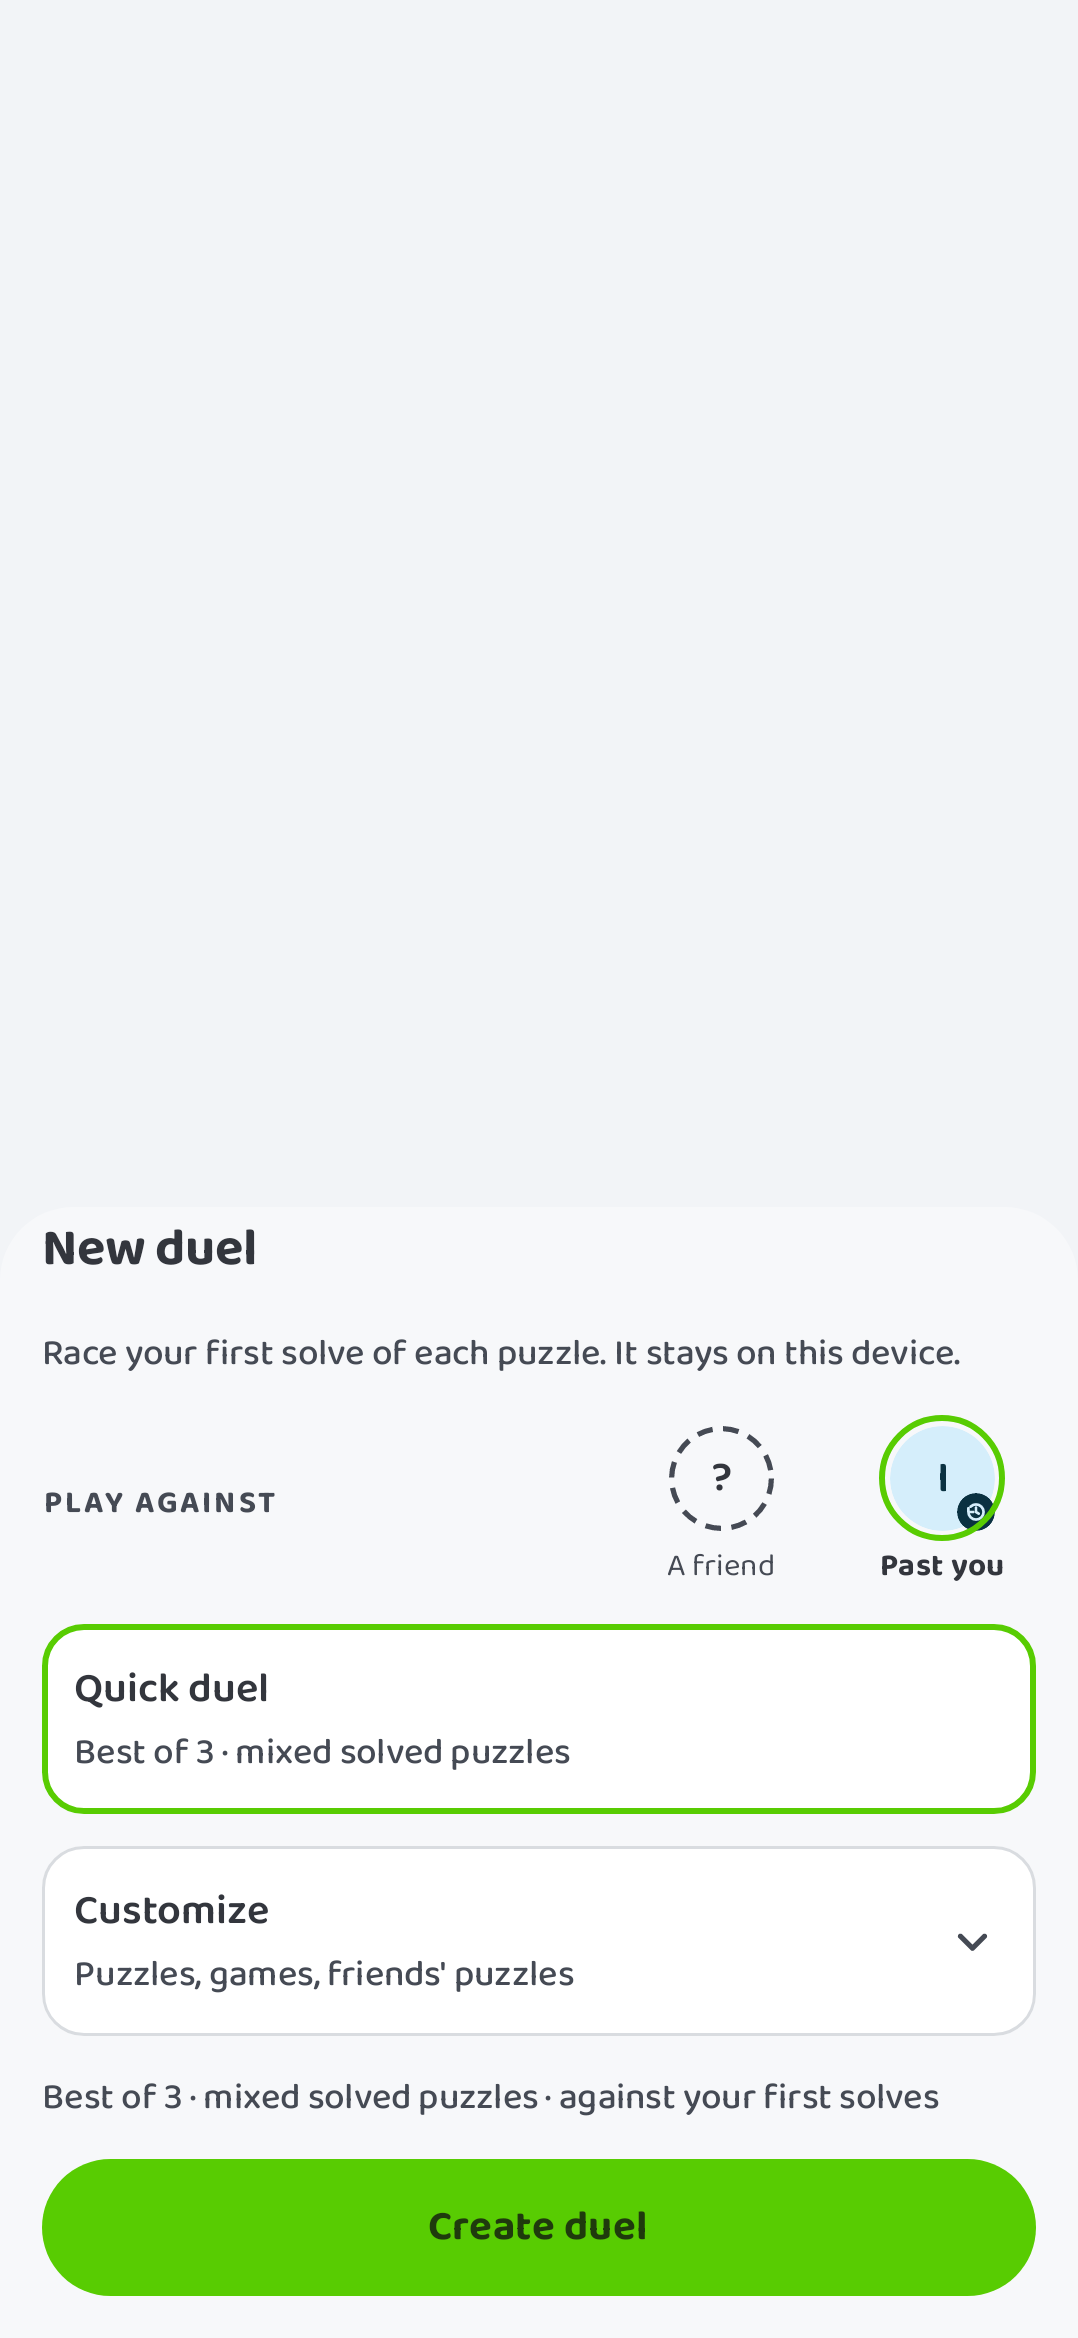 New duel
Race your first solve of each puzzle. It stays on this device.
PLAY AGAINST
?
A friend
I
Past you
Quick duel
Best of 3 · mixed solved puzzles
Customize
Puzzles, games, friends' puzzles
Best of 3 · mixed solved puzzles · against your first solves
Create duel